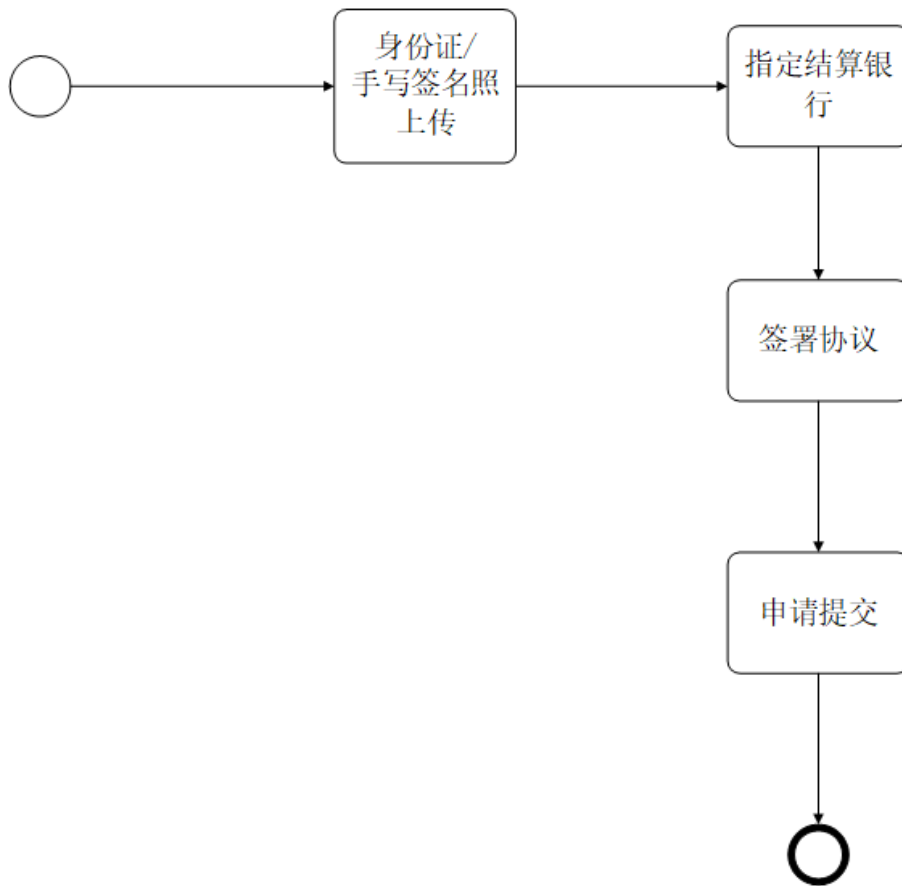 身份证/
手写签名照
上传
指定结算银
行
签署协议
申请提交